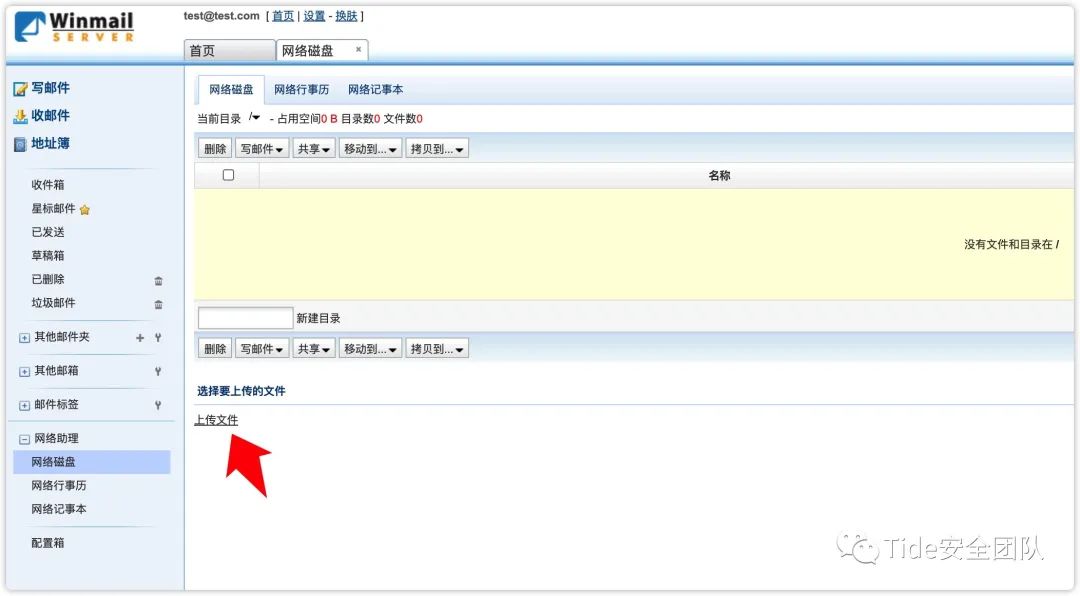 Winmail
SERVER
test@test.com [ 首页 | 设置 - 换肤 ]
首页
网络磁盘 ×
写邮件
收邮件
地址簿
收件箱
星标邮件
已发送
草稿箱
已删除
垃圾邮件
其他邮件夹
其他邮箱
邮件标签
网络助理
网络磁盘
网络行事历
网络记事本
配置箱
网络磁盘 网络行事历 网络记事本
当前目录 /▾ - 占用空间0 B 目录数0 文件数0
删除 写邮件▾ 共享▾ 移动到...▾ 拷贝到...▾
名称
没有文件和目录在 /
新建目录
删除 写邮件▾ 共享▾ 移动到...▾ 拷贝到...▾
选择要上传的文件
上传文件
Tide安全团队